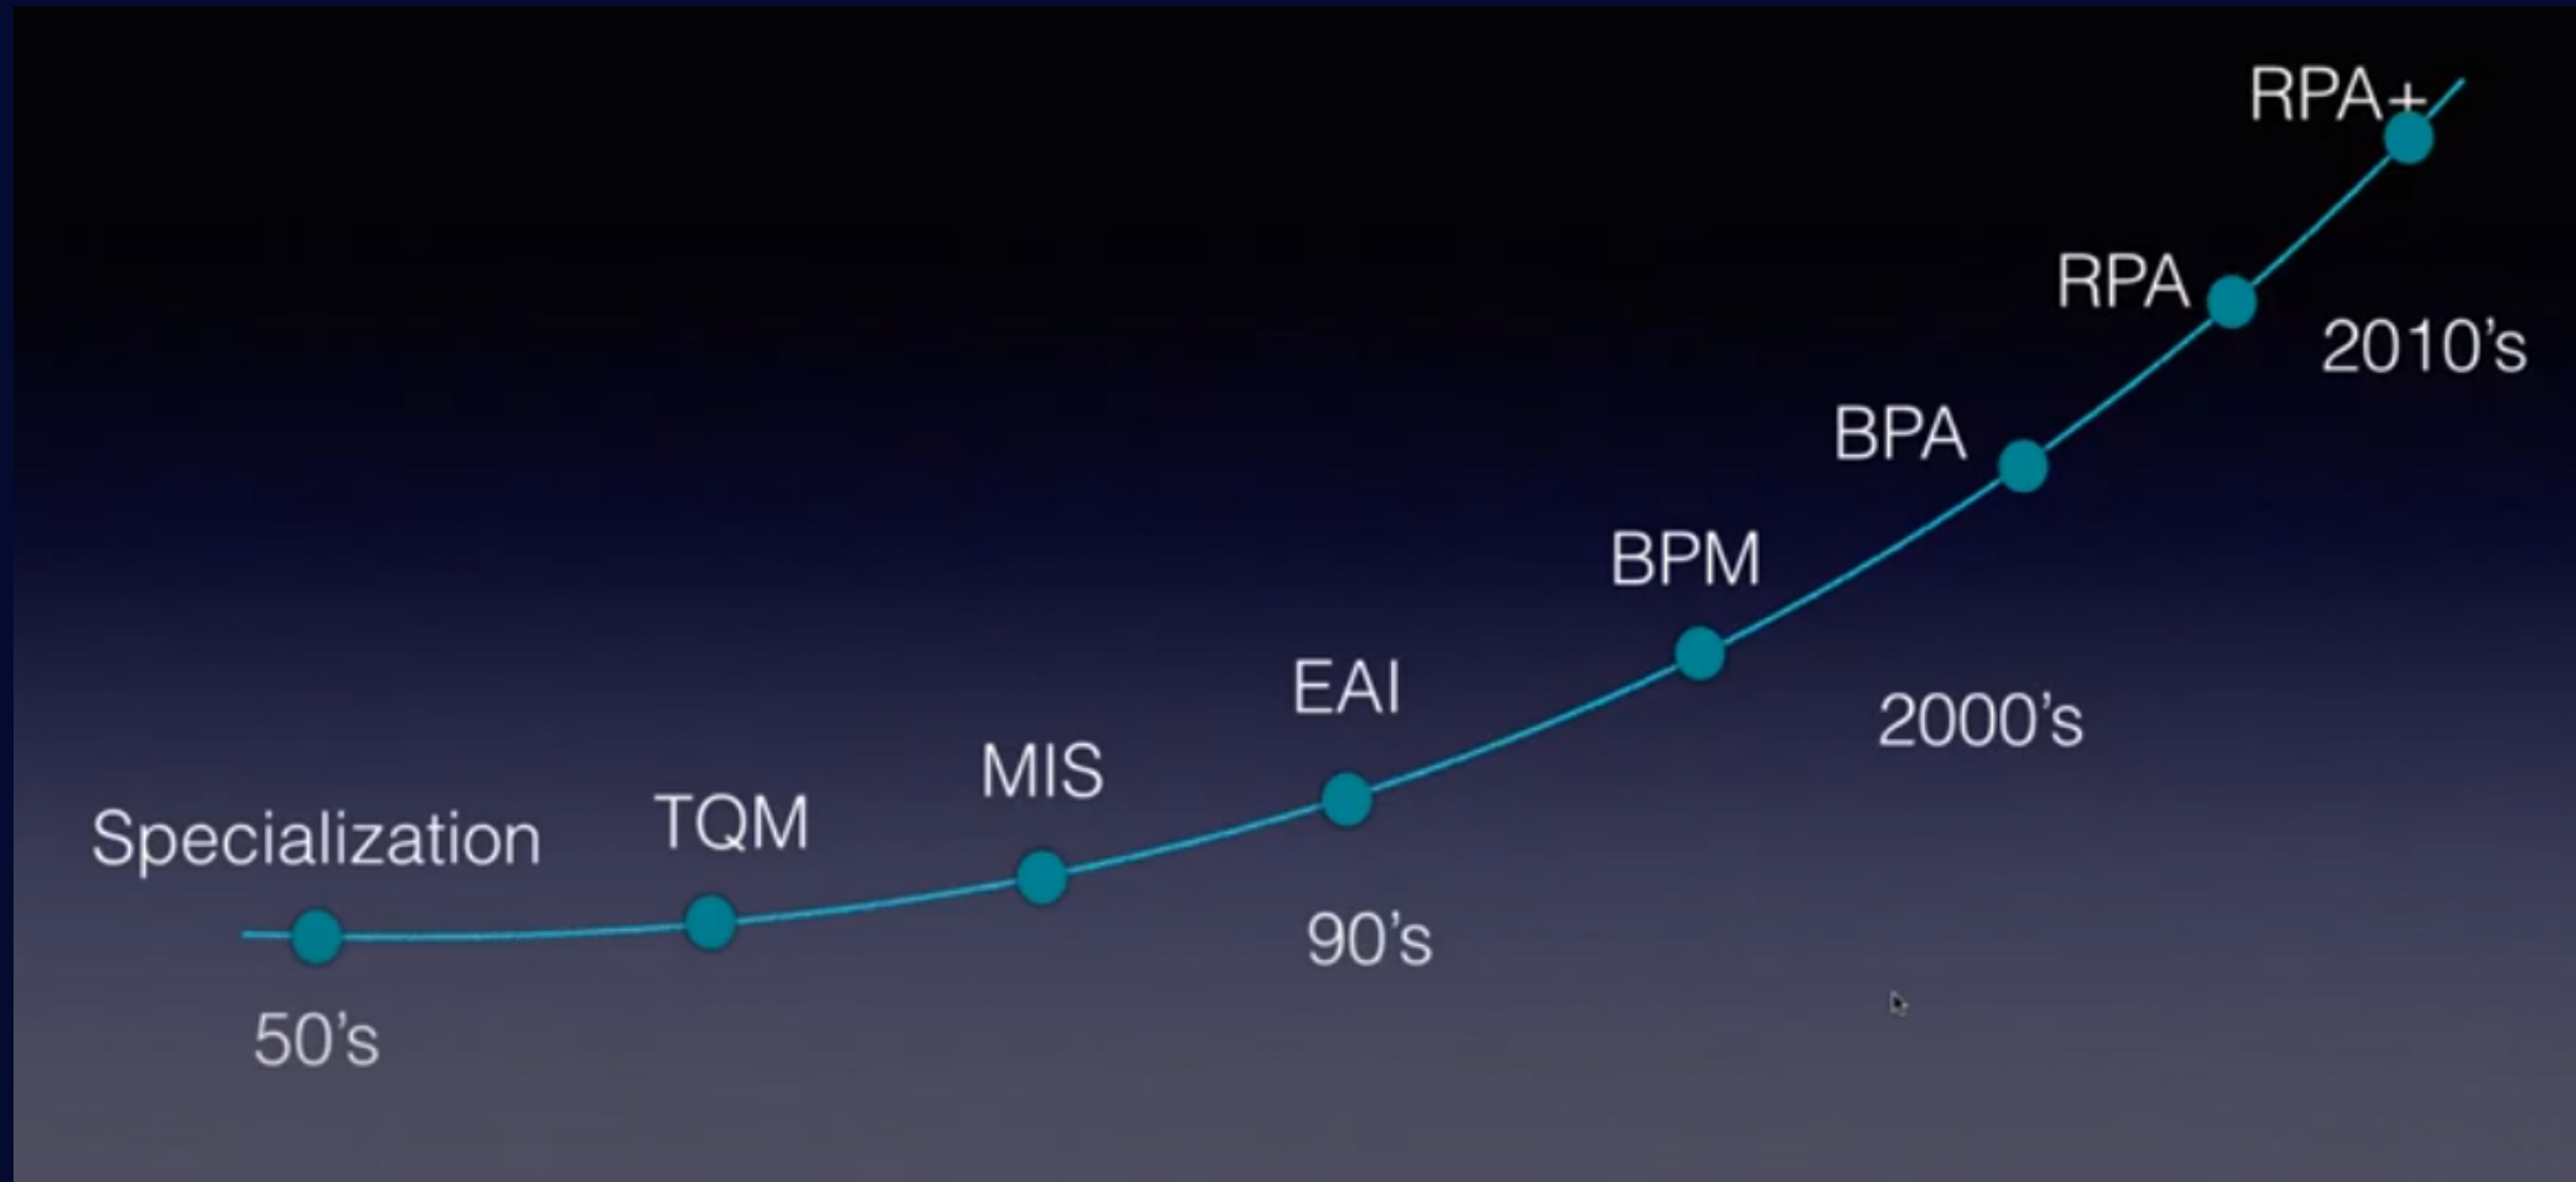 RPA+
RPA
2010's
BPA
BPM
2000's
EAI
MIS
TQM
Specialization
90's
50's